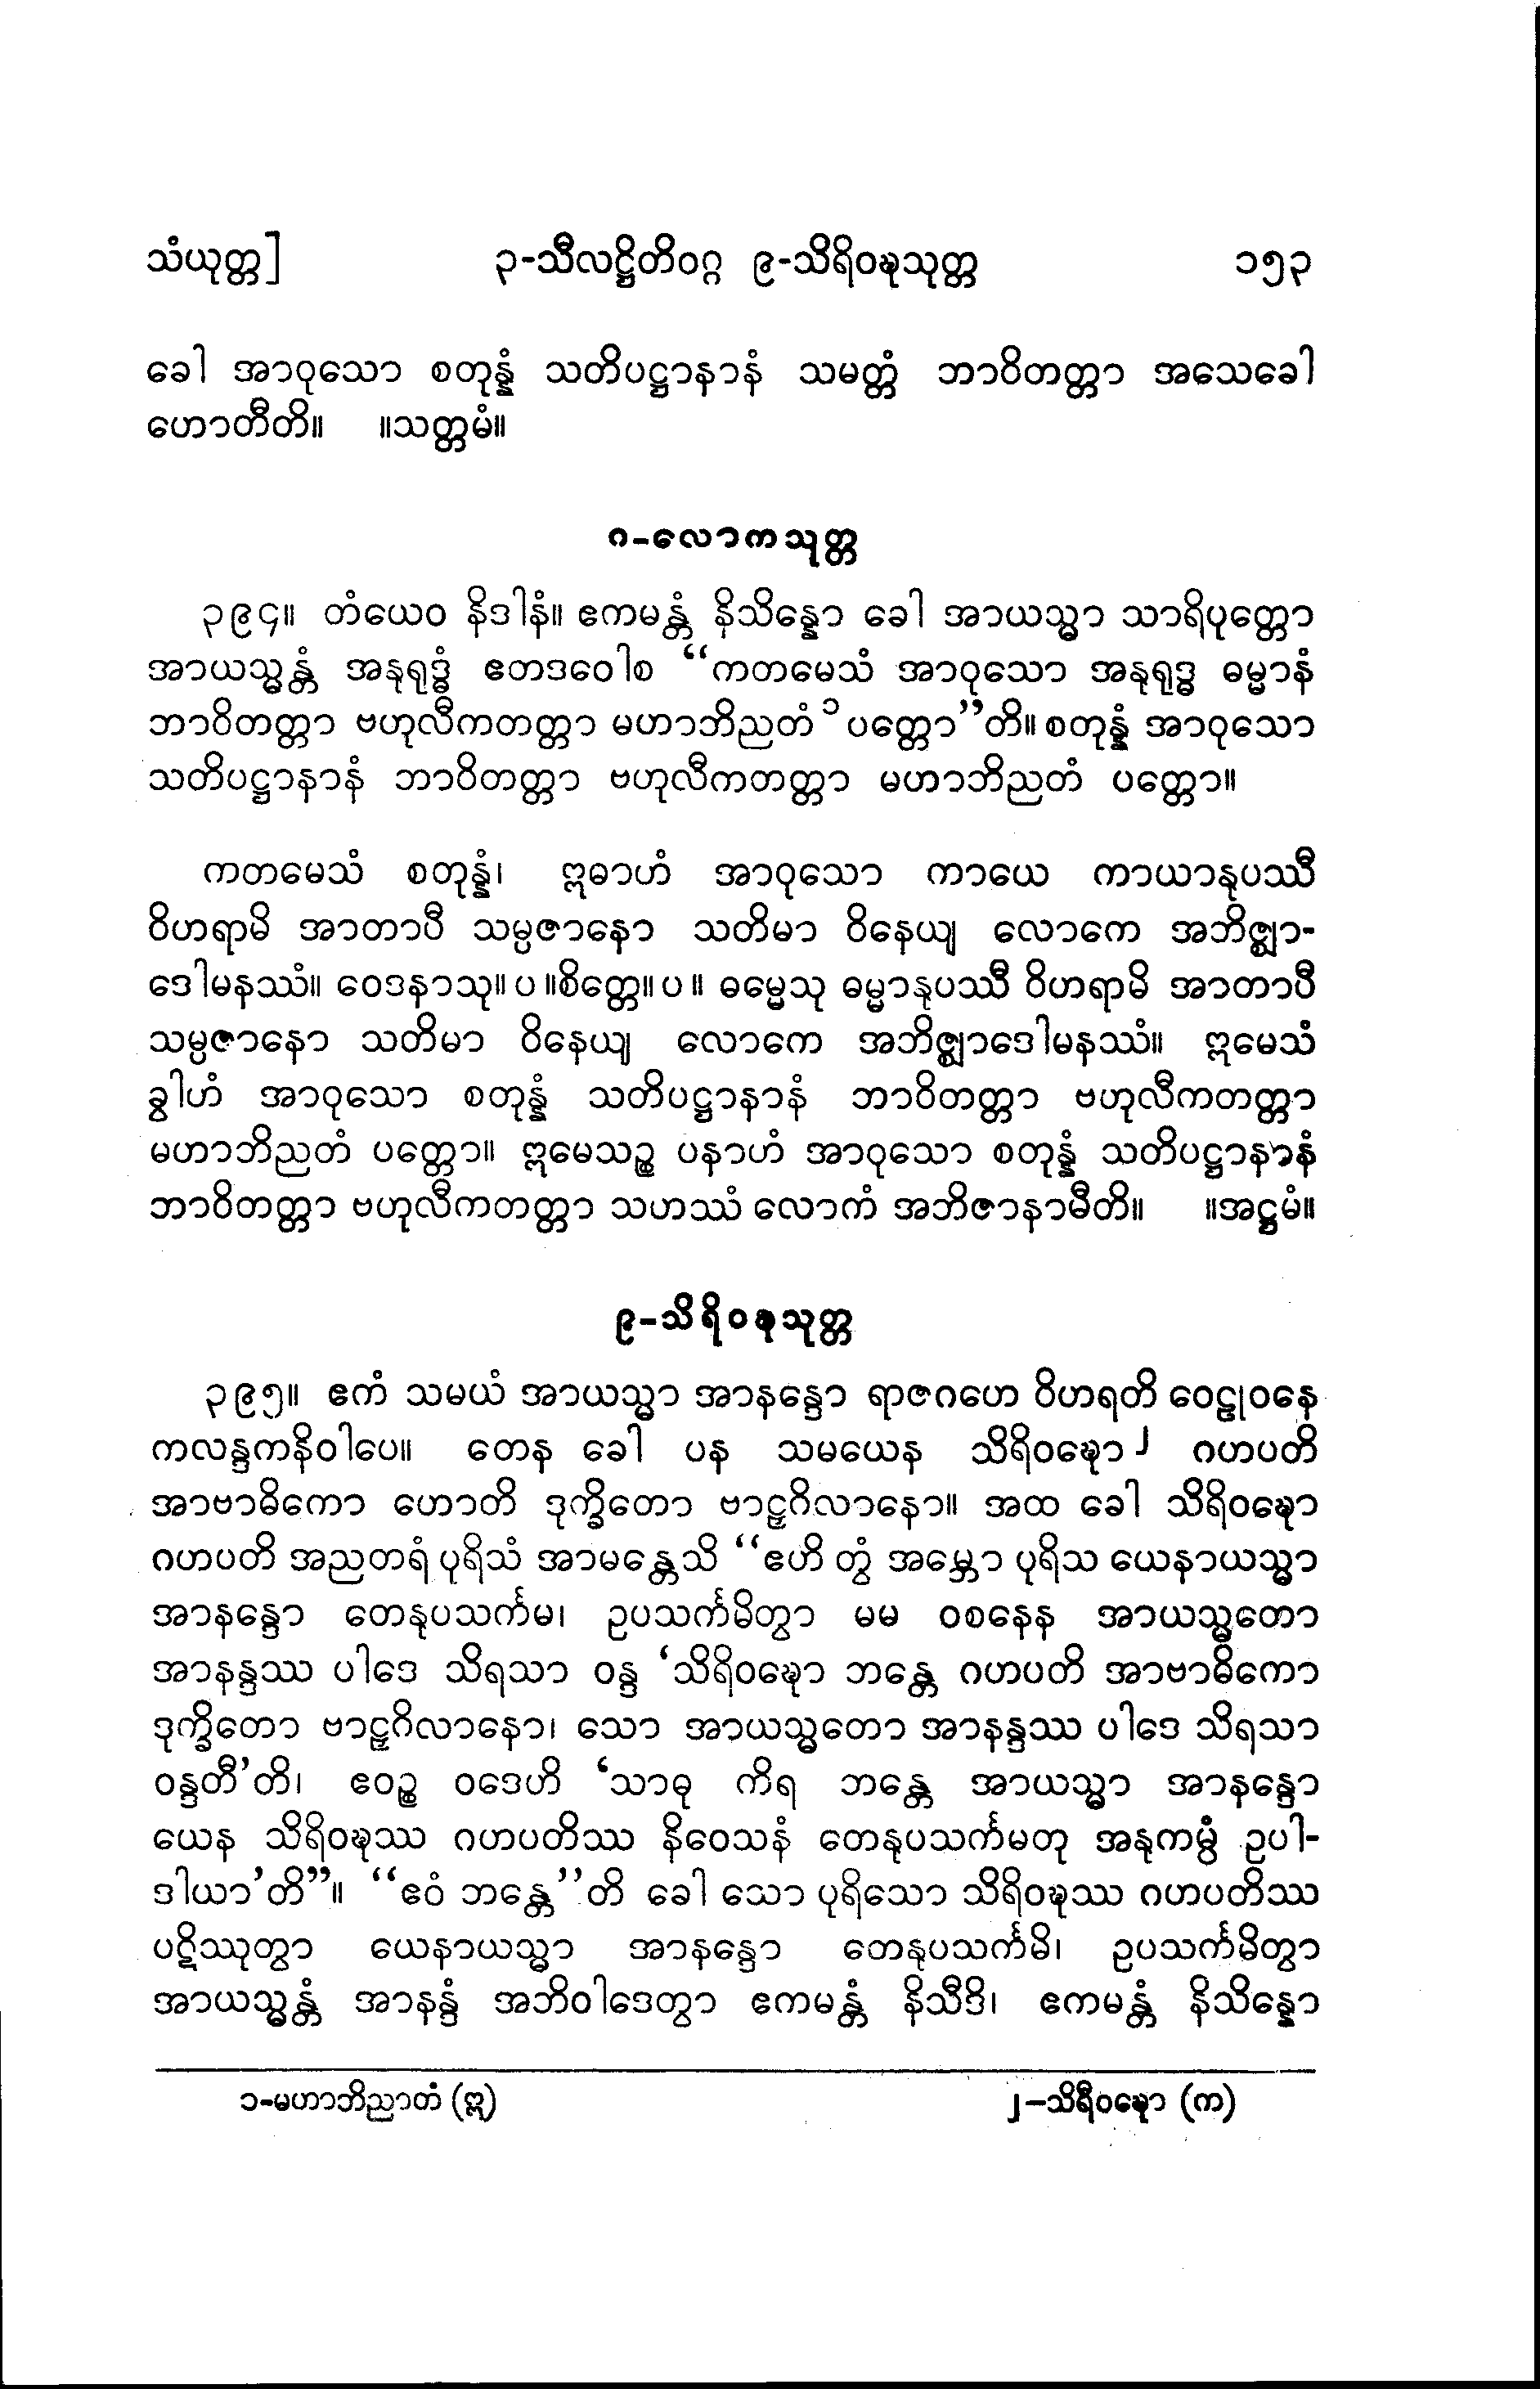 သံယုတ္တ] ၃-သီလဋ္ဌိတိဝဂ္ဂ ၉-သိရိဝဍ္ဎသုတ္တ ၁၅၃
ခေါ အာဝုသော စတုန္နံ သတိပဋ္ဌာနာနံ သမတ္တံ ဘာဝိတတ္တာ အသေခေါ
ဟောတီတိ။ ။သတ္တမံ။
၈-လောကသုတ္တ
၃၉၄။ တံယေဝ နိဒါနံ။ ဧကမန္တံ နိသိန္နော ခေါ အာယသ္မာ သာရိပုတ္တော
အာယသ္မန္တံ အနုရုဒ္ဓံ ဧတဒဝေါစ “ကတမေသံ အာဝုသော အနုရုဒ္ဓ ဓမ္မာနံ
ဘာဝိတတ္တာ ဗဟုလီကတတ္တာ မဟာဘိညတံ ၁ ပတ္တော”တိ။ စတုန္နံ အာဝုသော
သတိပဋ္ဌာနာနံ ဘာဝိတတ္တာ ဗဟုလီကတတ္တာ မဟာဘိညတံ ပတ္တော။
ကတမေသံ စတုန္နံ၊ ဣဓာဟံ အာဝုသော ကာယေ ကာယာနုပဿီ
ဝိဟရာမိ အာတာပီ သမ္ပဇာနော သတိမာ ဝိနေယျ လောကေ အဘိဇ္ဈာ-
ဒေါမနဿံ။ ဝေဒနာသု။ ပ ။စိတ္တေ။ ပ ။ ဓမ္မေသု ဓမ္မာနုပဿီ ဝိဟရာမိ အာတာပီ
သမ္ပဇာနော သတိမာ ဝိနေယျ လောကေ အဘိဇ္ဈာဒေါမနဿံ။ ဣမေသံ
ခွါဟံ အာဝုသော စတုန္နံ သတိပဋ္ဌာနာနံ ဘာဝိတတ္တာ ဗဟုလီကတတ္တာ
မဟာဘိညတံ ပတ္တော။ ဣမေသဉ္စ ပနာဟံ အာဝုသော စတုန္နံ သတိပဋ္ဌာနာနံ
ဘာဝိတတ္တာ ဗဟုလီကတတ္တာ သဟဿံ လောကံ အဘိဇာနာမီတိ။ ။အဋ္ဌမံ။
၉-သိရိဝဍ္ဎသုတ္တ
၃၉၅။ ဧကံ သမယံ အာယသ္မာ အာနန္ဒော ရာဇဂဟေ ဝိဟရတိ ဝေဠုဝနေ
ကလန္ဒကနိဝါပေ။ တေန ခေါ ပန သမယေန သိရိဝဍ္ဎော ၂ ဂဟပတိ
အာဗာဓိကော ဟောတိ ဒုက္ခိတော ဗာဠှဂိလာနော။ အထ ခေါ သိရိဝဍ္ဎော
ဂဟပတိ အညတရံ ပုရိသံ အာမန္တေသိ “ဧဟိ တွံ အမ္ဘော ပုရိသ ယေနာယသ္မာ
အာနန္ဒော တေနုပသင်္ကမ၊ ဥပသင်္ကမိတွာ မမ ဝစနေန အာယသ္မတော
အာနန္ဒဿ ပါဒေ သိရသာ ဝန္ဒ ‘သိရိဝဍ္ဎော ဘန္တေ ဂဟပတိ အာဗာဓိကော
ဒုက္ခိတော ဗာဠှဂိလာနော၊ သော အာယသ္မတော အာနန္ဒဿ ပါဒေ သိရသာ
ဝန္ဒတီ’တိ၊ ဧဝဉ္စ ဝဒေဟိ ‘သာဓု ကိရ ဘန္တေ အာယသ္မာ အာနန္ဒော
ယေန သိရိဝဍ္ဎဿ ဂဟပတိဿ နိဝေသနံ တေနုပသင်္ကမတု အနုကမ္ပံ ဥပါ-
ဒါယာ’တိ”။ “ဧဝံ ဘန္တေ”တိ ခေါ သော ပုရိသော သိရိဝဍ္ဎဿ ဂဟပတိဿ
ပဋိဿုတွာ ယေနာယသ္မာ အာနန္ဒော တေနုပသင်္ကမိ၊ ဥပသင်္ကမိတွာ
အာယသ္မန္တံ အာနန္ဒံ အဘိဝါဒေတွာ ဧကမန္တံ နိသီဒိ၊ ဧကမန္တံ နိသိန္နော
၁-မဟာဘိညာတံ (ဣ) ၂-သိရီဝဍ္ဎော (က)